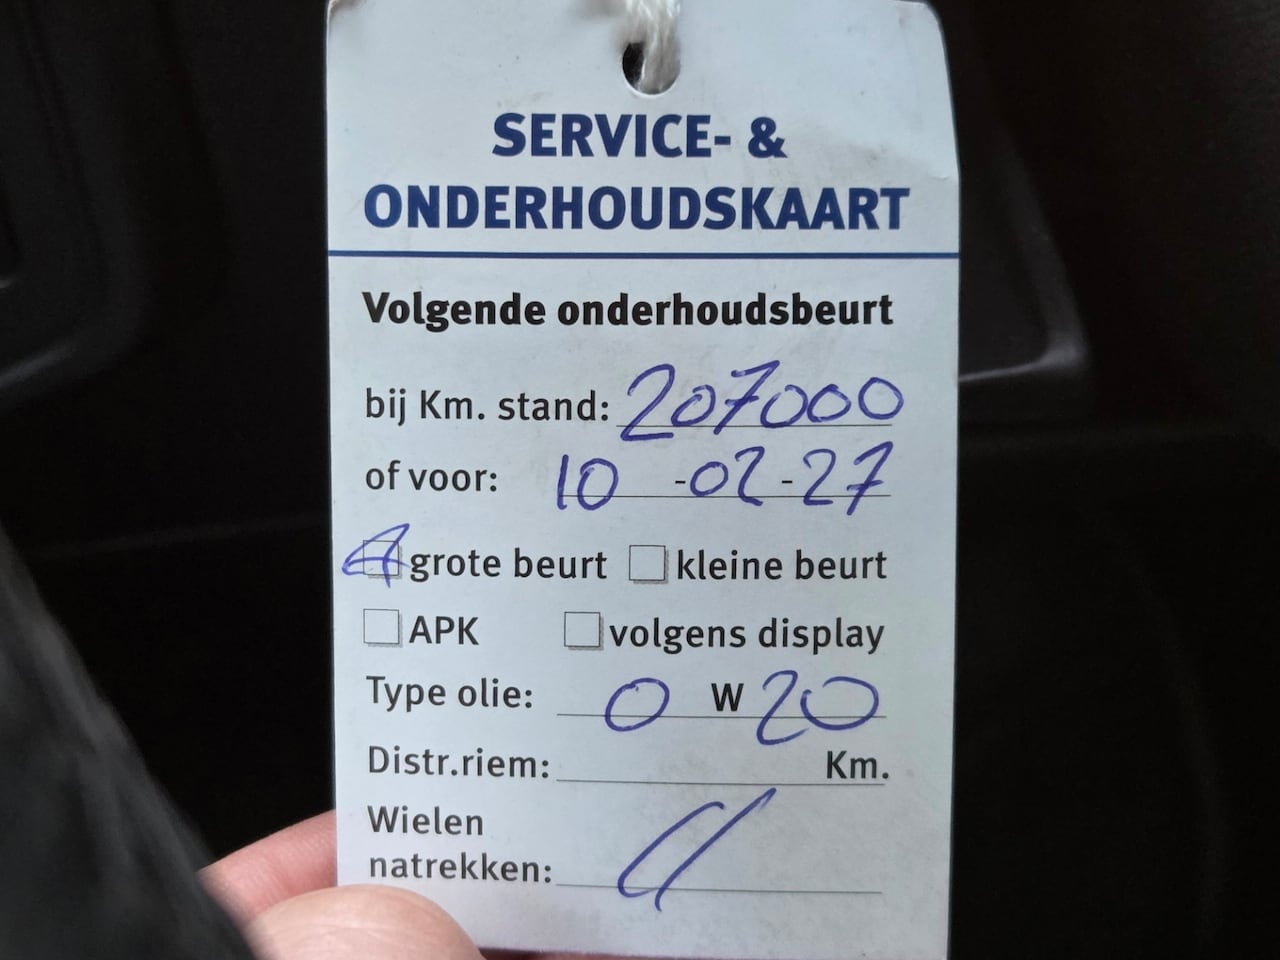 SERVICE- &
ONDERHOUDSKAART
Volgende onderhoudsbeurt
bij Km. stand: 207000
of voor: 10 -02-27
grote beurt kleine beurt
APK volgens display
Type olie: 0 W 20
Distr.riem: Km.
Wielen
natrekken: